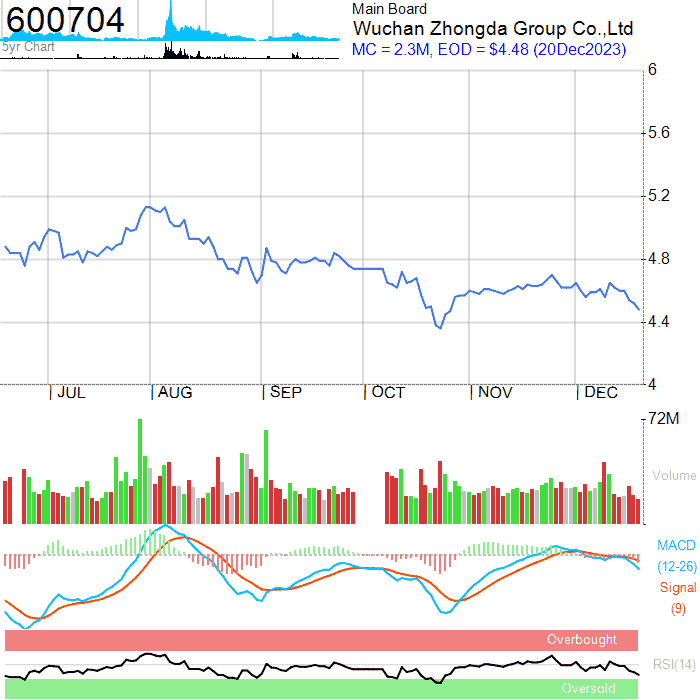 600704
5yr Chart
Main Board
Wuchan Zhongda Group Co.,Ltd
MC = 2.3M, EOD = $4.48 (20Dec2023)
6
5.6
5.2
4.8
4.4
4
JUL AUG SEP OCT NOV DEC
72M
Volume
MACD
(12-26)
Signal
(9)
Overbought
RSI(14)
Oversold